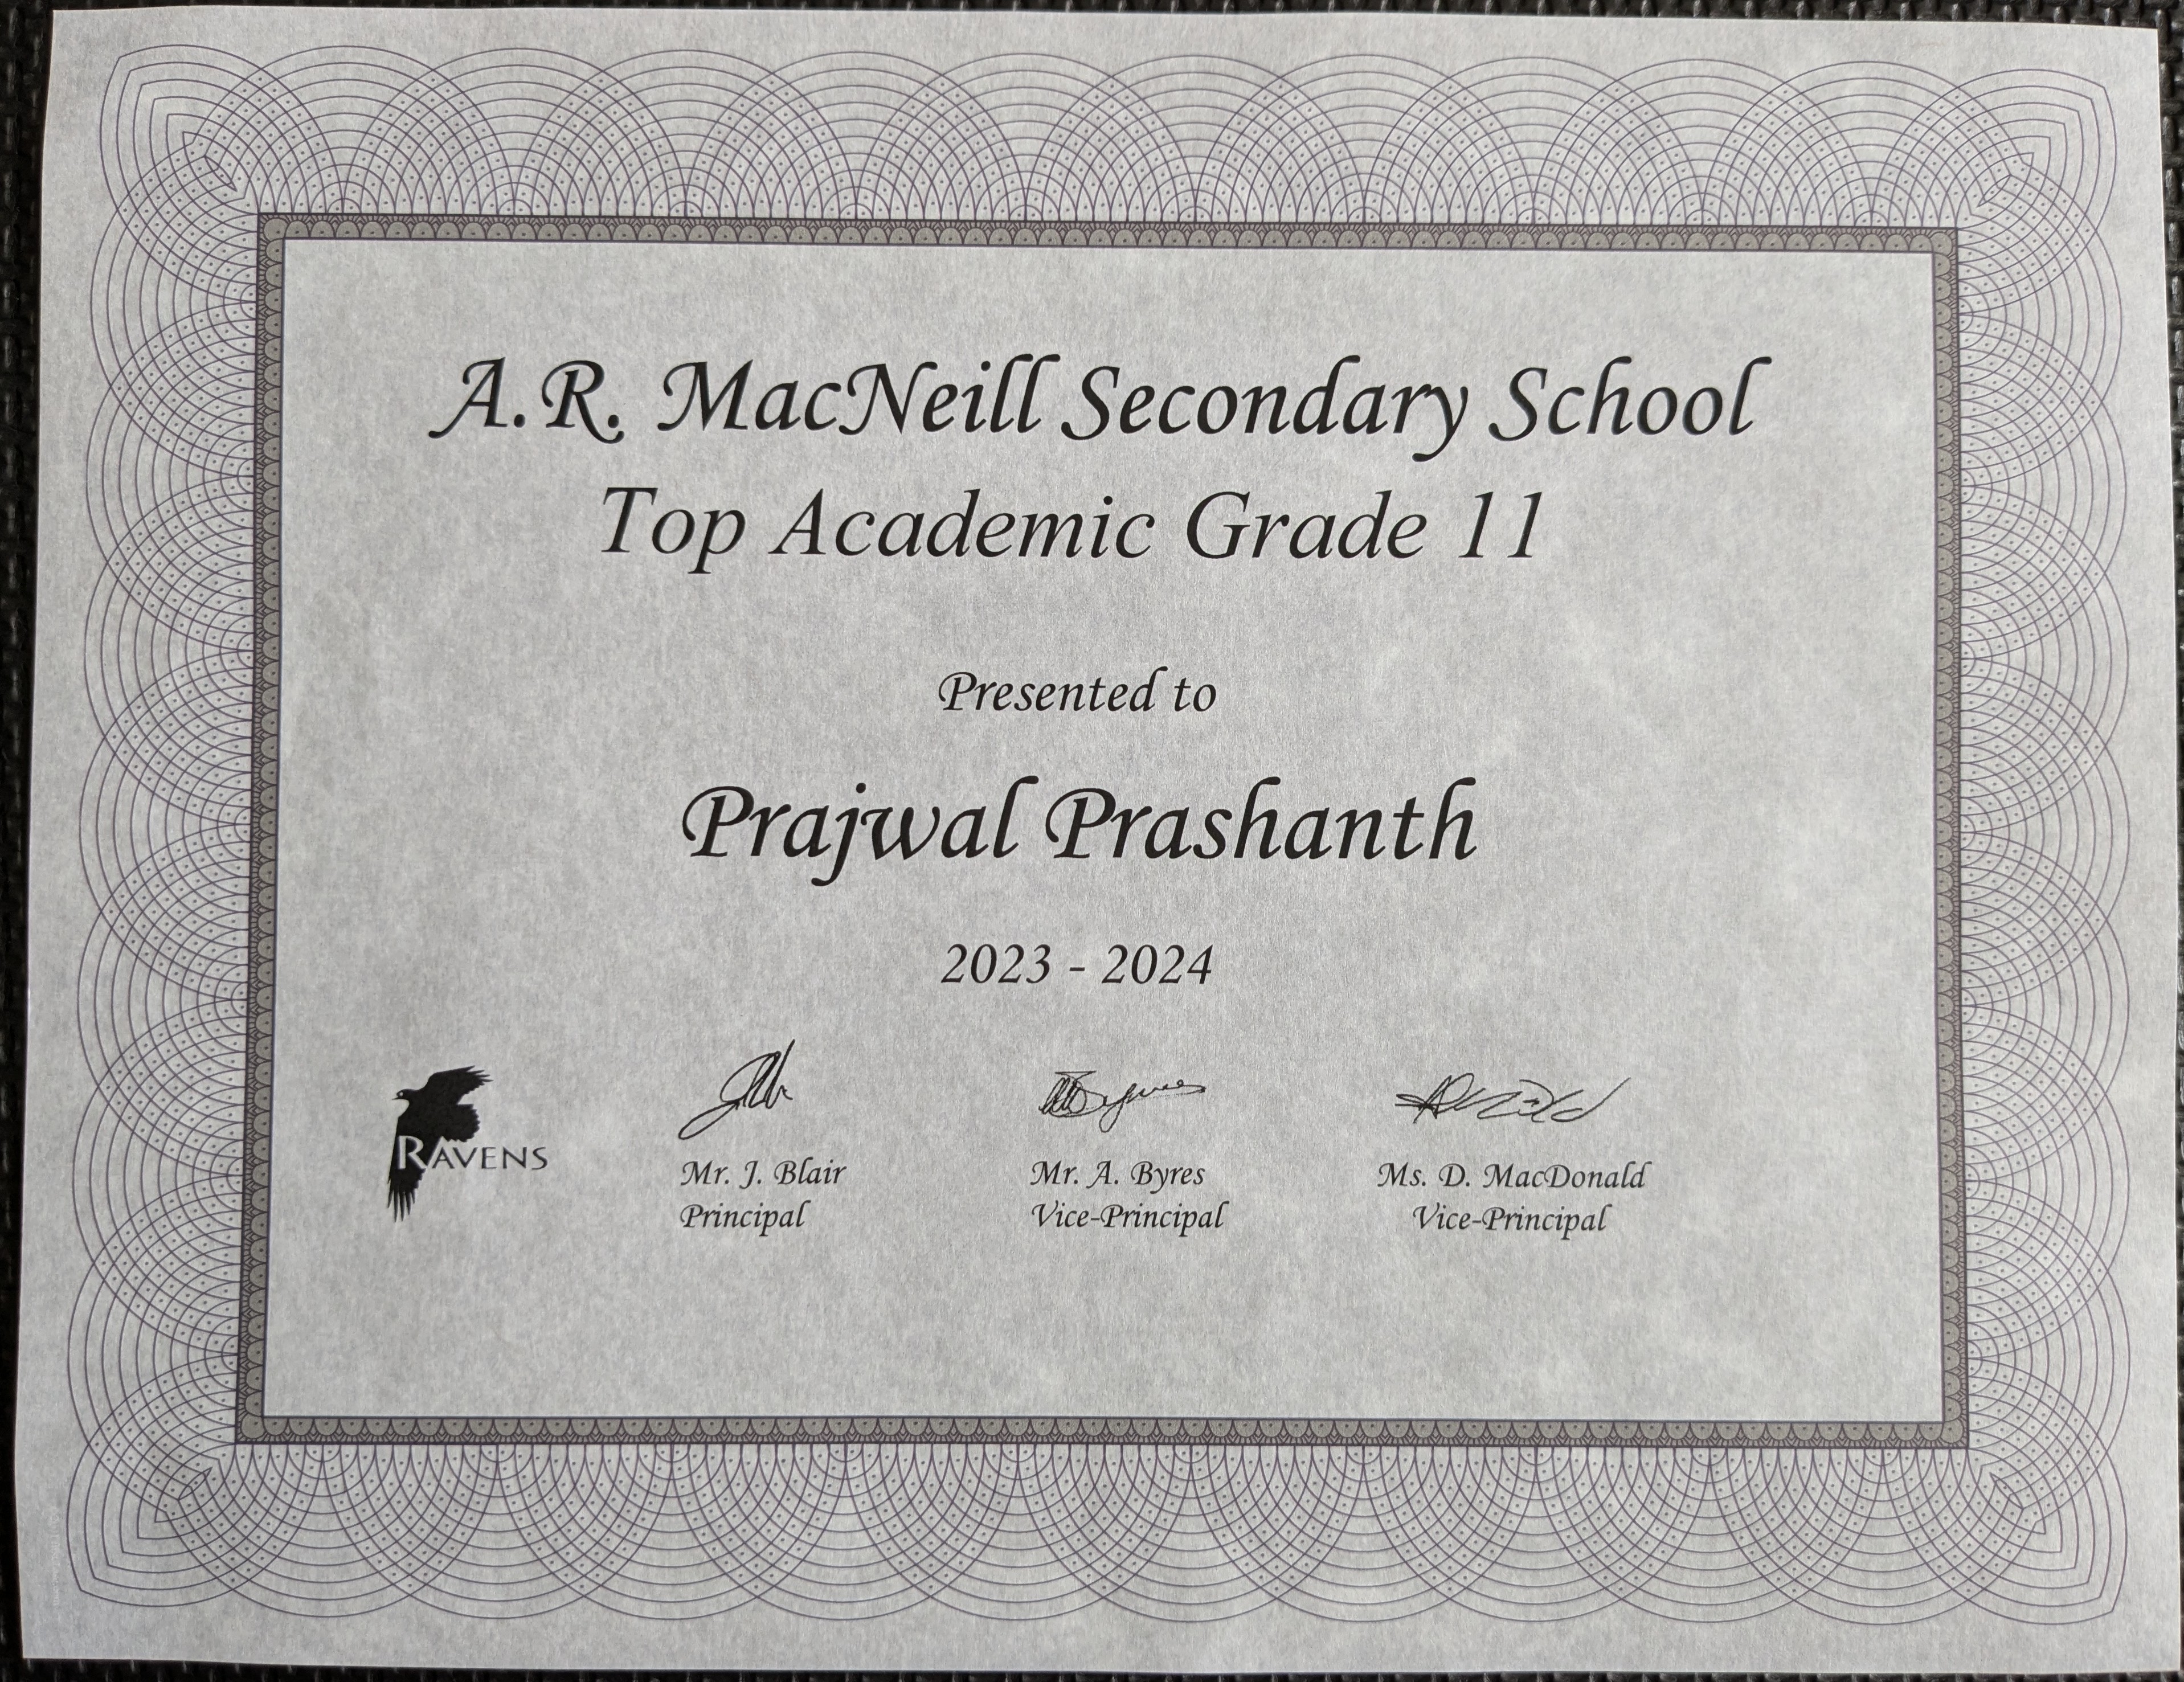 A.R. MacNeill Secondary School
Top Academic Grade 11
Presented to
Prajwal Prashanth
2023 - 2024
RAVENS
Mr. J. Blair
Principal
Mr. A. Byres
Vice-Principal
Ms. D. MacDonald
Vice-Principal